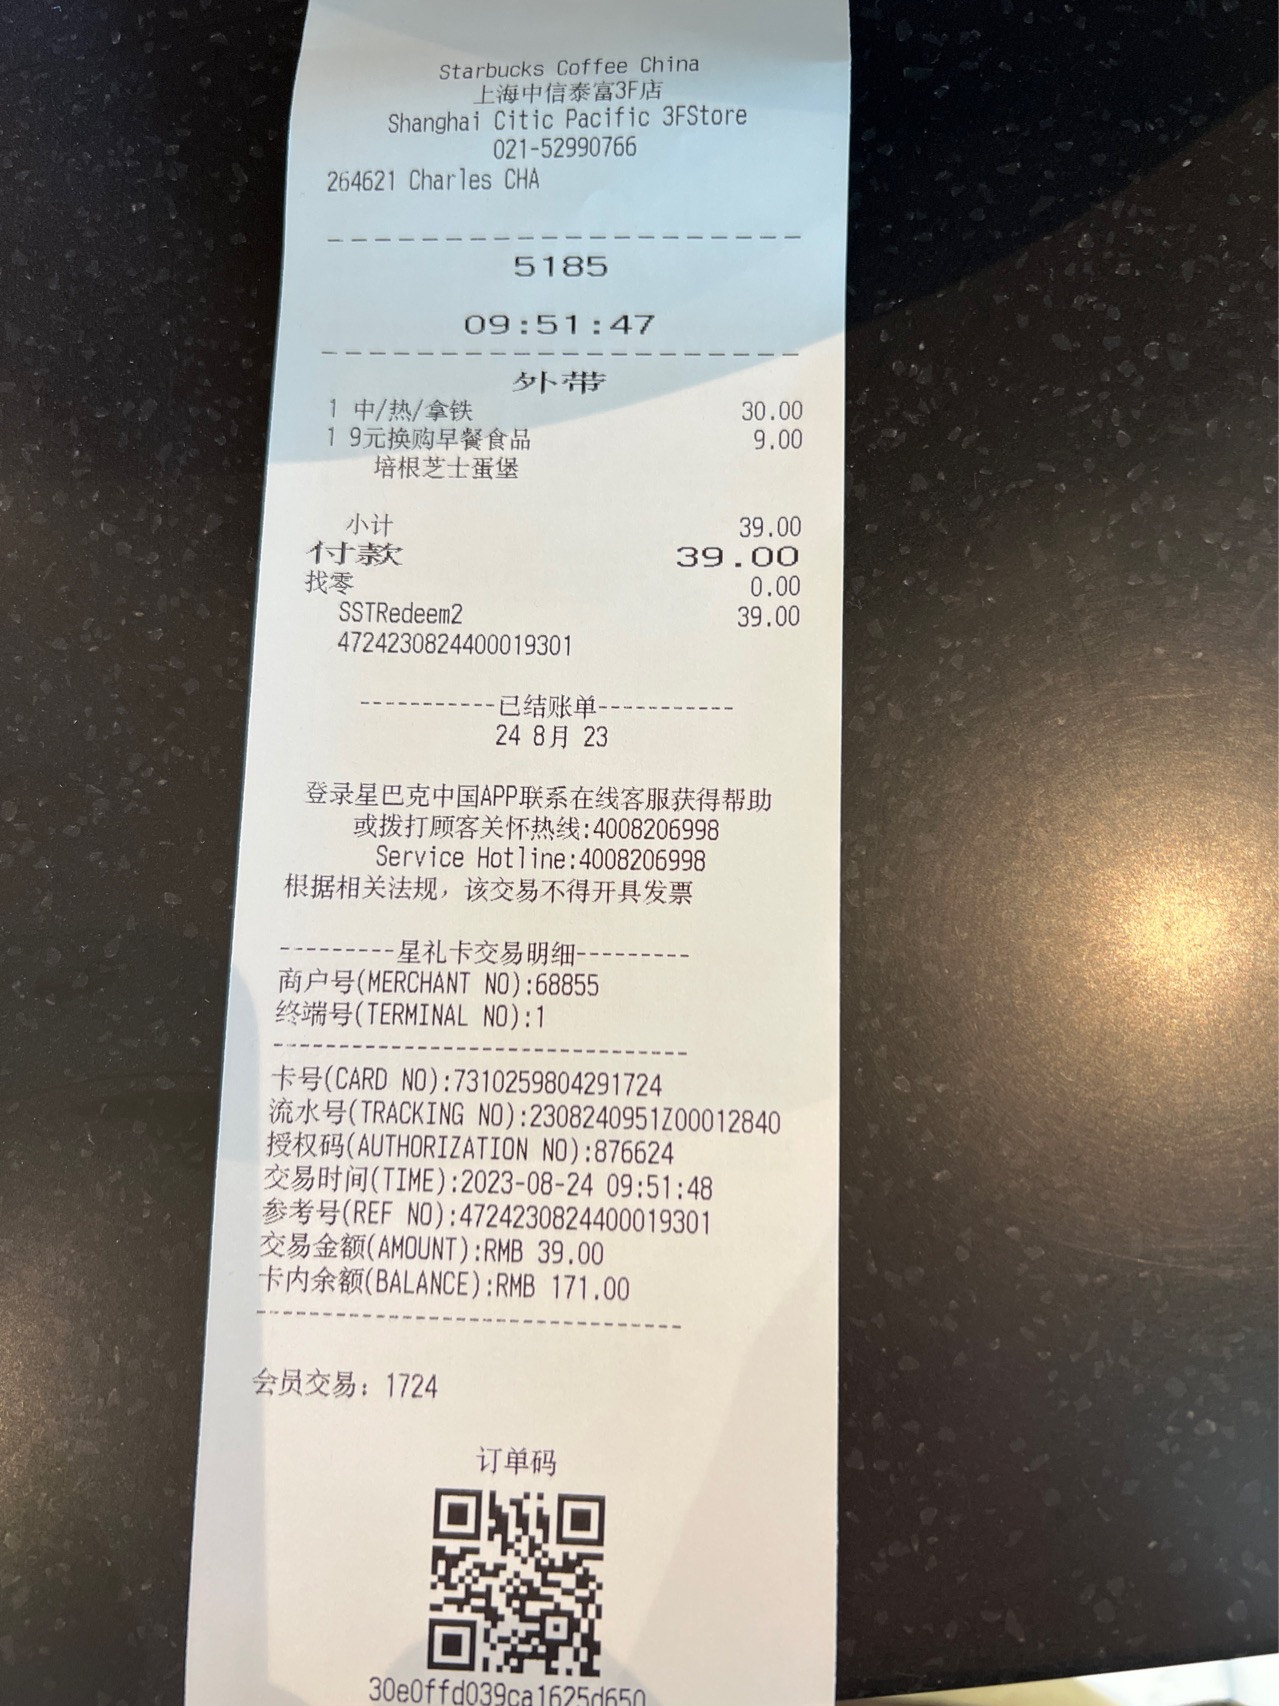 Starbucks Coffee China
上海中信泰富3F店
Shanghai Citic Pacific 3FStore
021-52990766
264621 Charles CHA
5185
09:51:47
外带
1 中/热/拿铁 30.00
1 9元换购早餐食品 9.00
培根芝士蛋堡
小计 39.00
付款 39.00
找零 0.00
SSTRedeem2 39.00
4724230824400019301
-----------已结账单-----------
24 8月 23
登录星巴克中国APP联系在线客服获得帮助
或拨打顾客关怀热线:4008206998
Service Hotline:4008206998
根据相关法规，该交易不得开具发票
---------星礼卡交易明细---------
商户号(MERCHANT NO):68855
终端号(TERMINAL NO):1
卡号(CARD NO):7310259804291724
流水号(TRACKING NO):2308240951Z00012840
授权码(AUTHORIZATION NO):876624
交易时间(TIME):2023-08-24 09:51:48
参考号(REF NO):4724230824400019301
交易金额(AMOUNT):RMB 39.00
卡内余额(BALANCE):RMB 171.00
会员交易：1724
订单码
30e0ffd039ca1625d650